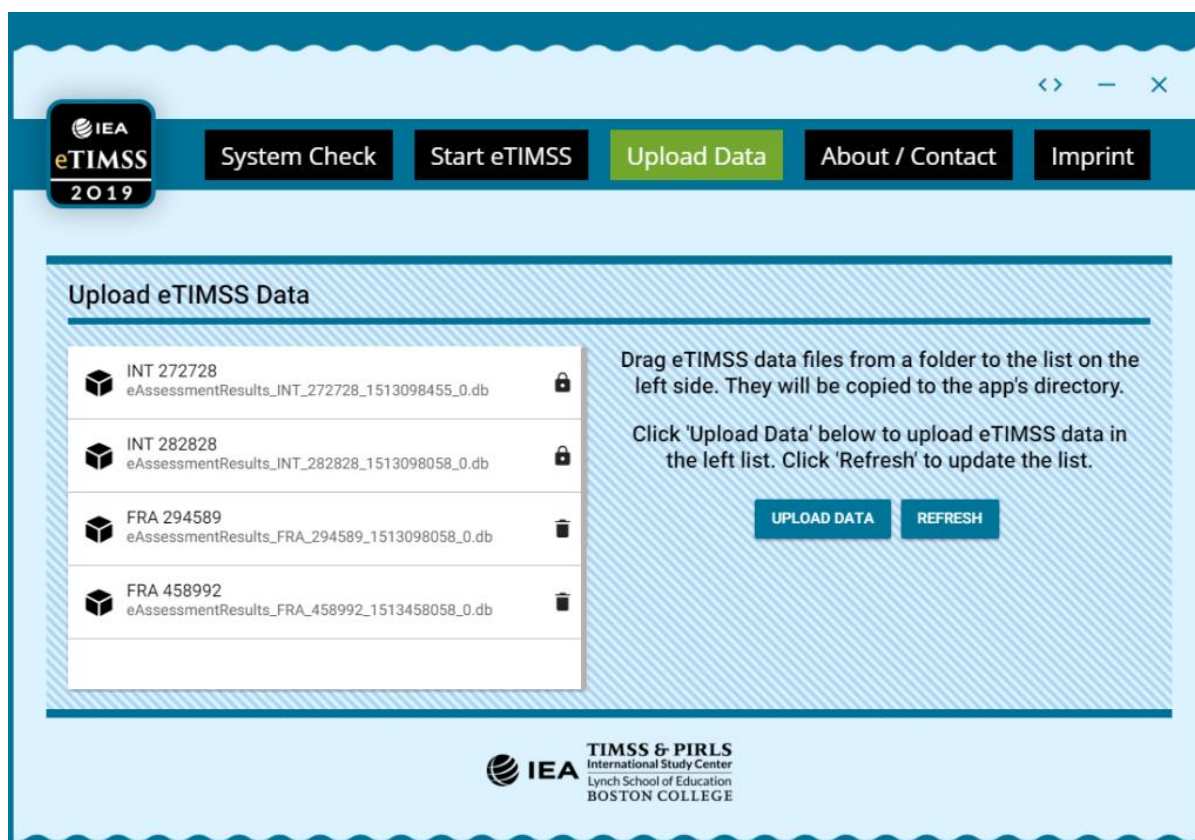 IEA
eTIMSS
2019
System Check
Start eTIMSS
Upload Data
About / Contact
Imprint
Upload eTIMSS Data
INT 272728
eAssessmentResults_INT_272728_1513098455_0.db
INT 282828
eAssessmentResults_INT_282828_1513098058_0.db
FRA 294589
eAssessmentResults_FRA_294589_1513098058_0.db
FRA 458992
eAssessmentResults_FRA_458992_1513458058_0.db
Drag eTIMSS data files from a folder to the list on the
left side. They will be copied to the app's directory.
Click 'Upload Data' below to upload eTIMSS data in
the left list. Click 'Refresh' to update the list.
UPLOAD DATA
REFRESH
IEA
TIMSS & PIRLS
International Study Center
Lynch School of Education
BOSTON COLLEGE